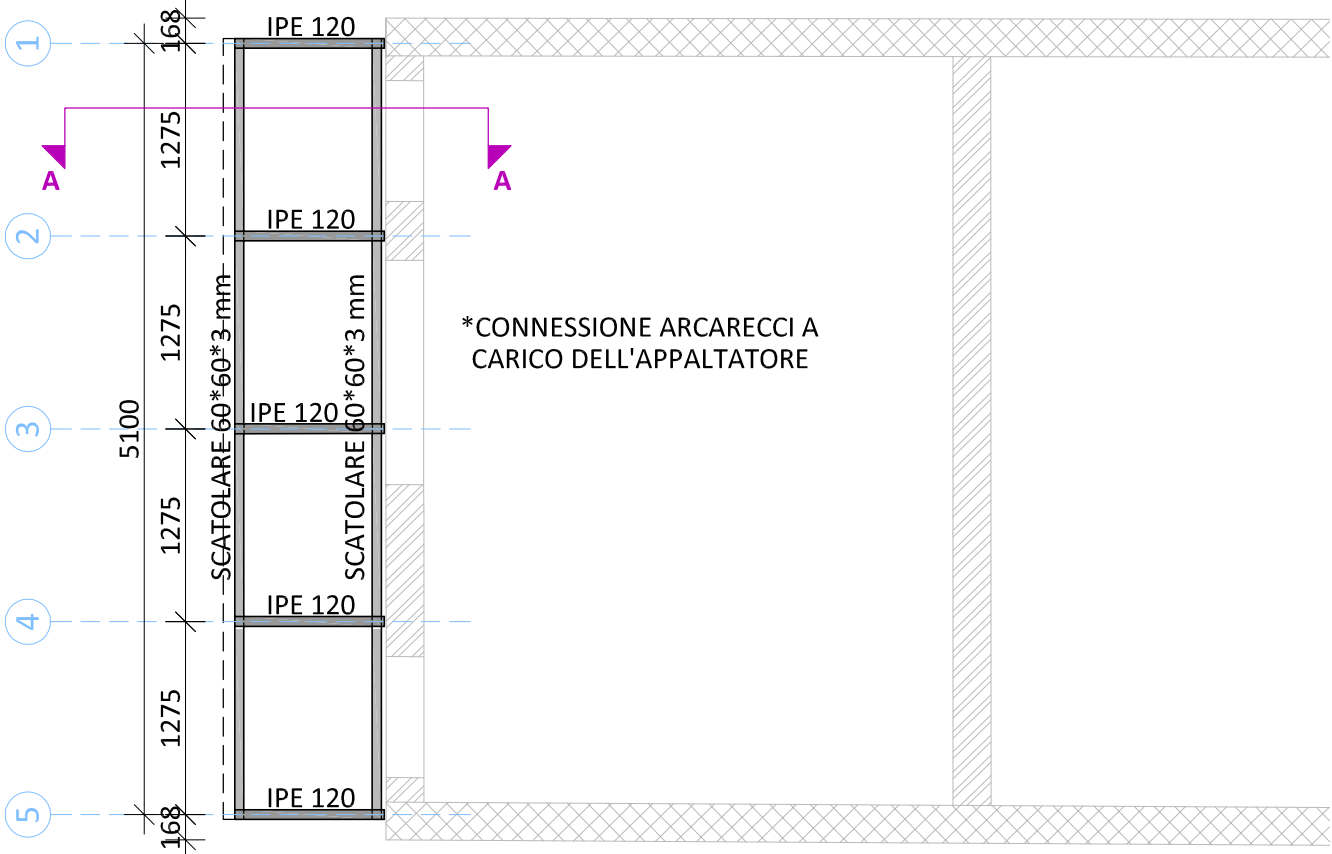 168
IPE 120
1
1275
A
A
IPE 120
2
1275
SCATOLARE 60*60*3 mm
SCATOLARE 60*60*3 mm
*CONNESSIONE ARCARECCI A
CARICO DELL'APPALTATORE
5100
IPE 120
3
1275
IPE 120
4
1275
IPE 120
5
168